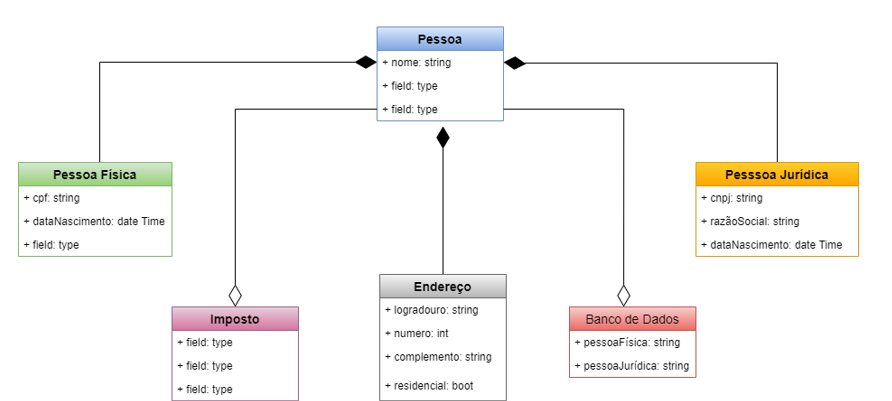 Pessoa
+ nome: string
+ field: type
+ field: type
Pessoa Física
+ cpf: string
+ dataNascimento: date Time
+ field: type
Pesssoa Jurídica
+ cnpj: string
+ razãoSocial: string
+ dataNascimento: date Time
Imposto
+ field: type
+ field: type
+ field: type
Endereço
+ logradouro: string
+ numero: int
+ complemento: string
+ residencial: boot
Banco de Dados
+ pessoaFísica: string
+ pessoaJurídica: string